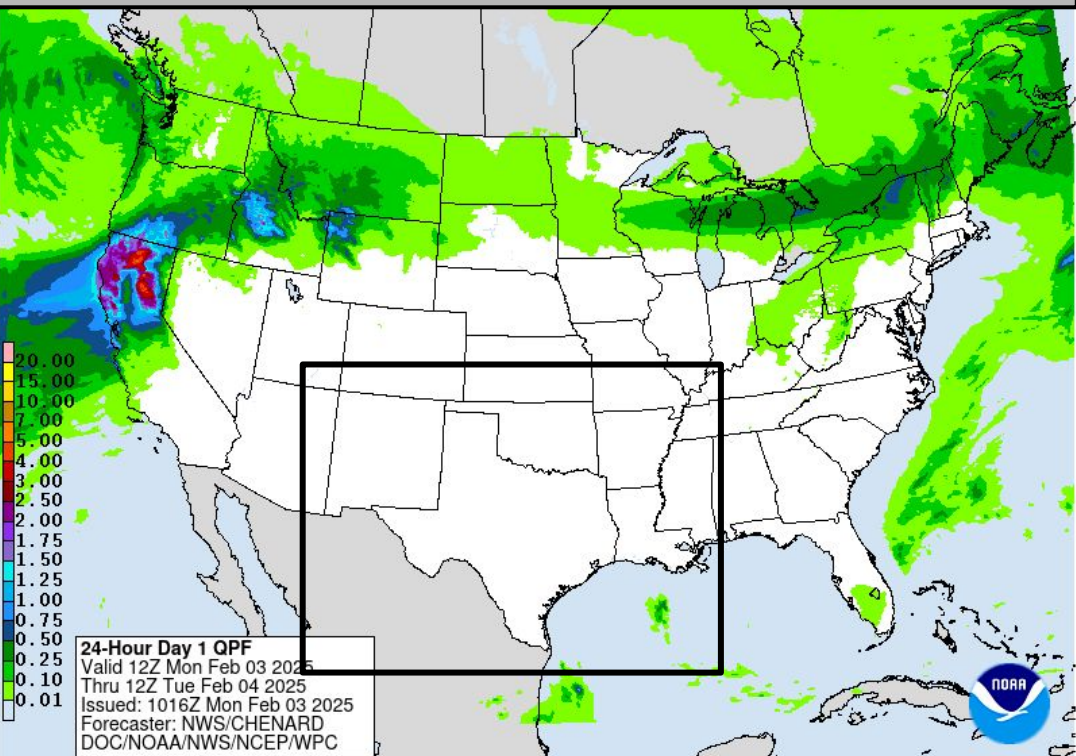 20.00
15.00
10.00
7.00
5.00
4.00
3.00
2.50
2.00
1.75
1.50
1.25
1.00
0.75
0.50
0.25
0.10
0.01
24-Hour Day 1 QPF
Valid 12Z Mon Feb 03 2025
Thru 12Z Tue Feb 04 2025
Issued: 1016Z Mon Feb 03 2025
Forecaster: NWS/CHENARD
DOC/NOAA/NWS/NCEP/WPC
NOAA